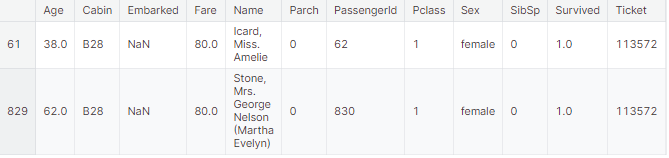 Age Cabin Embarked Fare Name Parch PassengerId Pclass Sex SibSp Survived Ticket
61 38.0 B28 NaN 80.0 Icard, Miss. Amelie 0 62 1 female 0 1.0 113572
829 62.0 B28 NaN 80.0 Stone, Mrs. George Nelson (Martha Evelyn) 0 830 1 female 0 1.0 113572